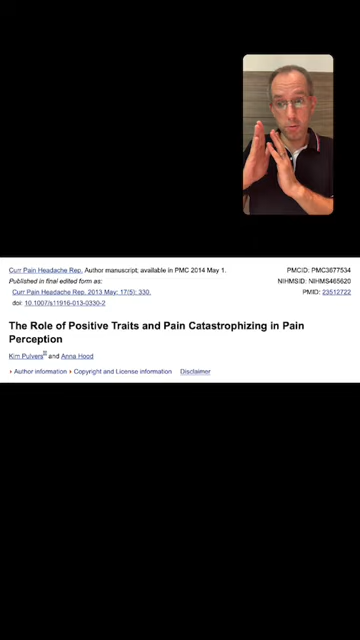 Curr Pain Headache Rep. Author manuscript, available in PMC 2014 May 1.
Published in final edited form as:
Curr Pain Headache Rep. 2013 May; 17(5): 330.
doi: 10.1007/s11916-013-0330-2
PMCID: PMC3677534
NIHMSID: NIHMS465620
PMID: 23512722
The Role of Positive Traits and Pain Catastrophizing in Pain
Perception
Kim Pulvers and Anna Hood
Author information Copyright and License information Disclaimer